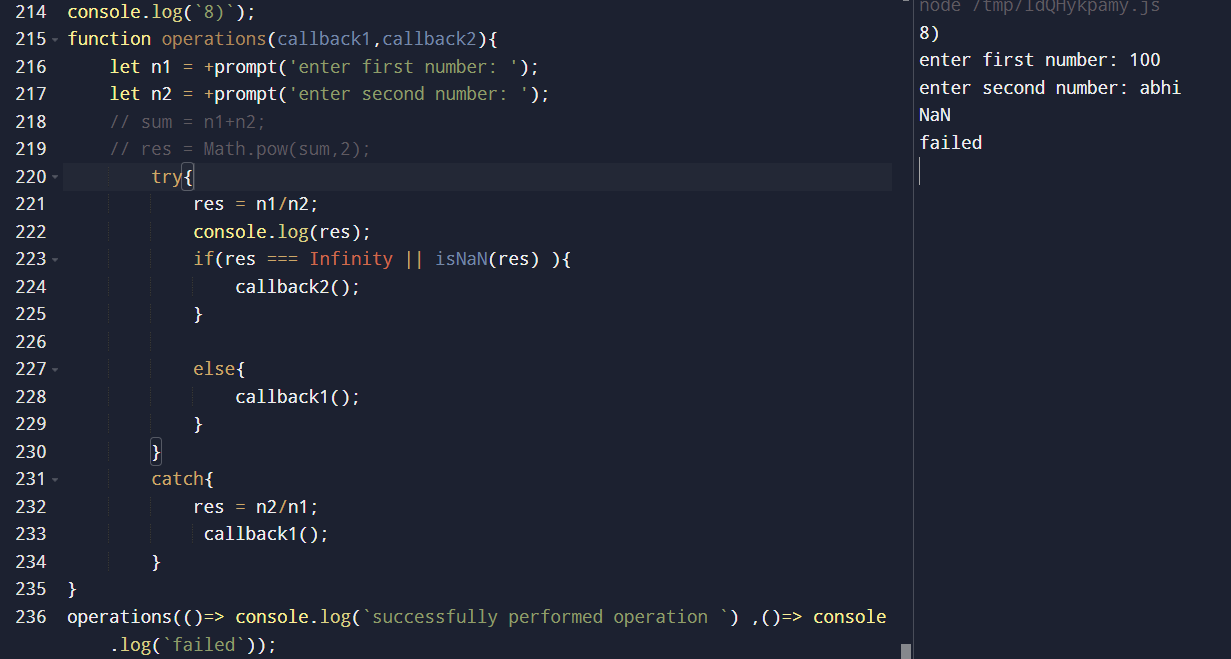 214 console.log(`8)`);
215 function operations(callback1,callback2){
216 let n1 = +prompt('enter first number: ');
217 let n2 = +prompt('enter second number: ');
218 // sum = n1+n2;
219 // res = Math.pow(sum,2);
220 try{
221 res = n1/n2;
222 console.log(res);
223 if(res === Infinity || isNaN(res) ){
224 callback2();
225 }
226
227 else{
228 callback1();
229 }
230 }
231 catch{
232 res = n2/n1;
233 callback1();
234 }
235 }
236 operations(()=> console.log(`successfully performed operation `) ,()=> console
.log(`failed`));
node
8)
enter first number: 100
enter second number: abhi
NaN
failed